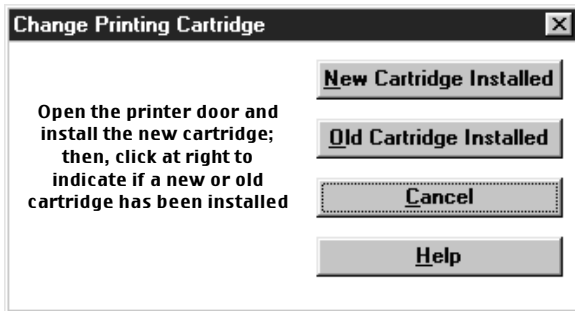 Change Printing Cartridge
Open the printer door and
install the new cartridge;
then, click at right to
indicate if a new or old
cartridge has been installed
New Cartridge Installed
Old Cartridge Installed
Cancel
Help